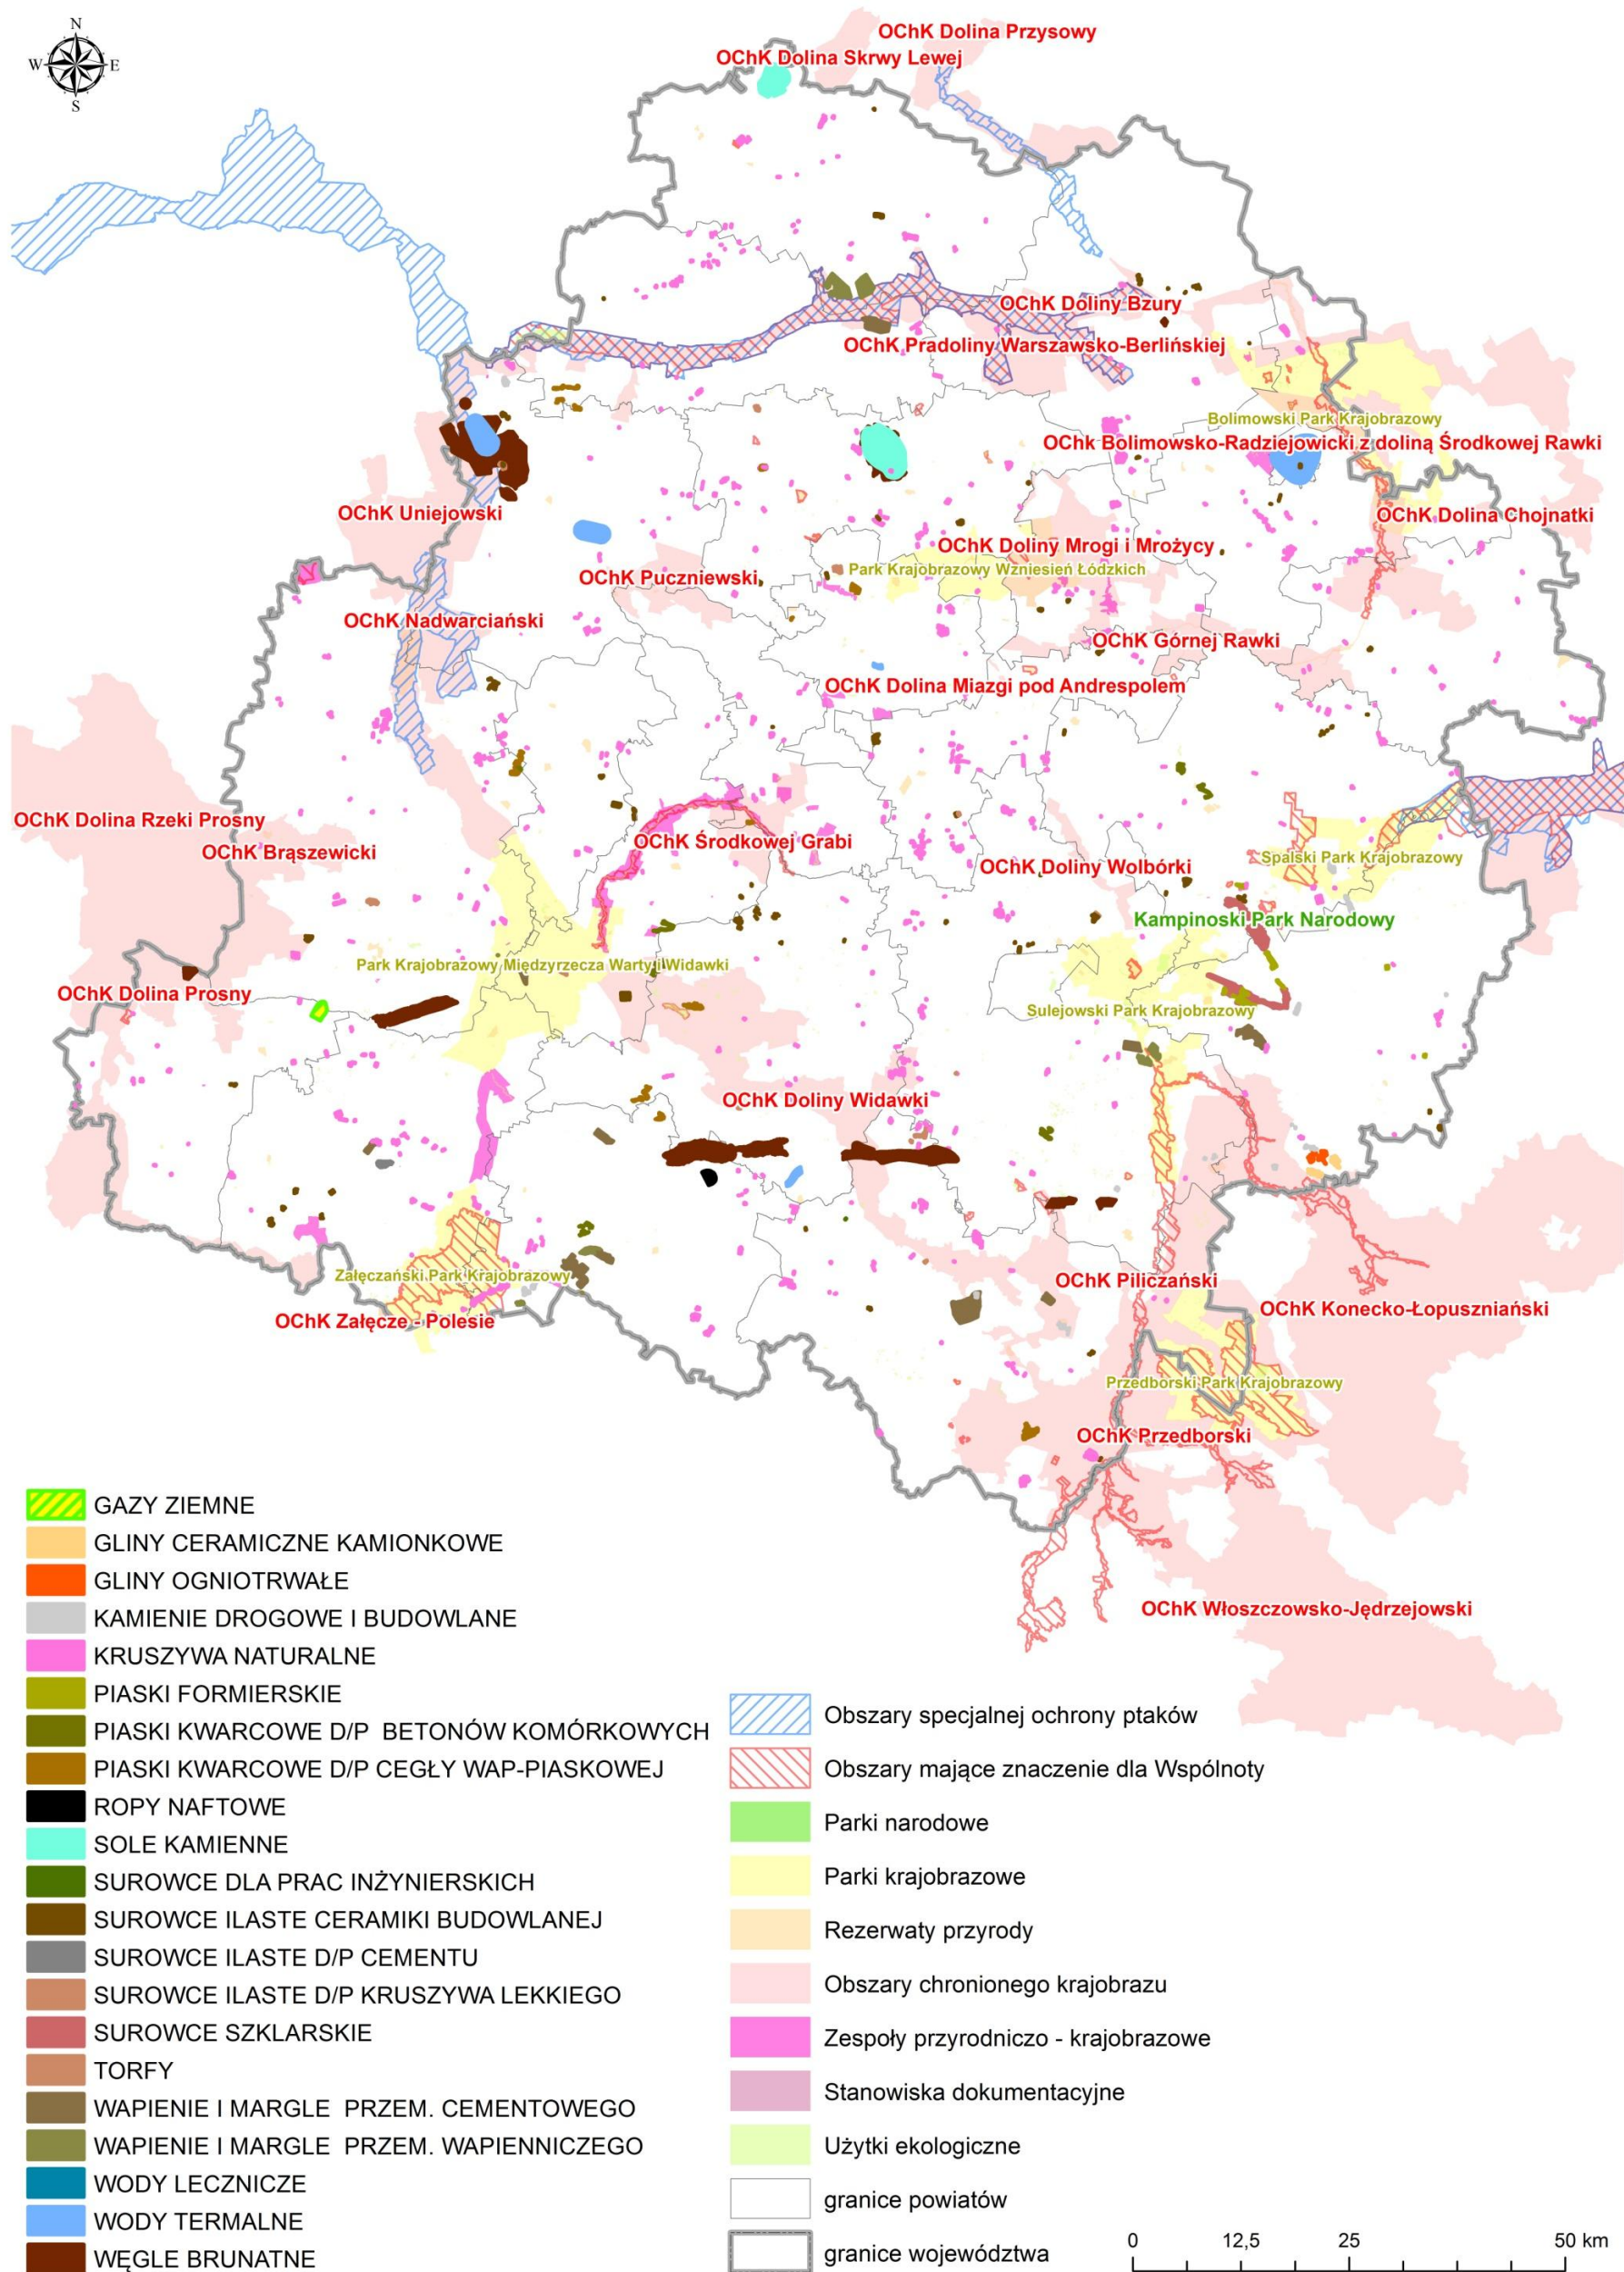 N
W
E
S
OChK Dolina Przysowy
OChK Dolina Skrwy Lewej
OChK Doliny Bzury
OChK Pradoliny Warszawsko-Berlińskiej
Bolimowski Park Krajobrazowy
OChk Bolimowsko-Radziejowicki z doliną Środkowej Rawki
OChK Uniejowski
OChK Dolina Chojnatki
OChK Doliny Mrogi i Mrożycy
Park Krajobrazowy Wzniesień Łódzkich
OChK Puczniewski
OChK Nadwarciański
OChK Górnej Rawki
OChK Dolina Miazgi pod Andrespolem
OChK Dolina Rzeki Prosny
OChK Środkowej Grabi
OChK Brąszewicki
Spalski Park Krajobrazowy
OChK Doliny Wolbórki
Kampinoski Park Narodowy
Park Krajobrazowy Międzyrzecza Warty i Widawki
OChK Dolina Prosny
Sulejowski Park Krajobrazowy
OChK Doliny Widawki
Załęczański Park Krajobrazowy
OChK Piliczański
OChK Konecko-Łopuszniański
OChK Załęcze - Polesie
Przedborski Park Krajobrazowy
OChK Przedborski
OChK Włoszczowsko-Jędrzejowski
GAZY ZIEMNE
GLINY CERAMICZNE KAMIONKOWE
GLINY OGNIOTRWAŁE
KAMIENIE DROGOWE I BUDOWLANE
KRUSZYWA NATURALNE
PIASKI FORMIERSKIE
PIASKI KWARCOWE D/P BETONÓW KOMÓRKOWYCH
PIASKI KWARCOWE D/P CEGŁY WAP-PIASKOWEJ
ROPY NAFTOWE
SOLE KAMIENNE
SUROWCE DLA PRAC INŻYNIERSKICH
SUROWCE ILASTE CERAMIKI BUDOWLANEJ
SUROWCE ILASTE D/P CEMENTU
SUROWCE ILASTE D/P KRUSZYWA LEKKIEGO
SUROWCE SZKLARSKIE
TORFY
WAPIENIE I MARGLE PRZEM. CEMENTOWEGO
WAPIENIE I MARGLE PRZEM. WAPIENNICZEGO
WODY LECZNICZE
WODY TERMALNE
WĘGLE BRUNATNE
Obszary specjalnej ochrony ptaków
Obszary mające znaczenie dla Wspólnoty
Parki narodowe
Parki krajobrazowe
Rezerwaty przyrody
Obszary chronionego krajobrazu
Zespoły przyrodniczo - krajobrazowe
Stanowiska dokumentacyjne
Użytki ekologiczne
granice powiatów
granice województwa
0 12,5 25 50 km